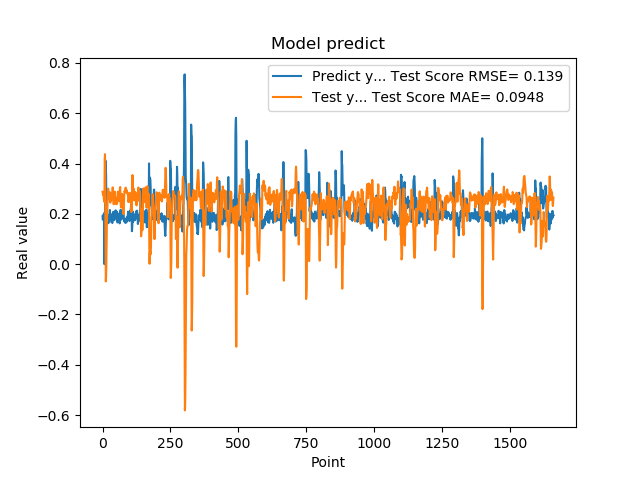 Model predict
Predict y... Test Score RMSE= 0.139
Test y... Test Score MAE= 0.0948
Real value
0.8
0.6
0.4
0.2
0.0
−0.2
−0.4
−0.6
0 250 500 750 1000 1250 1500
Point